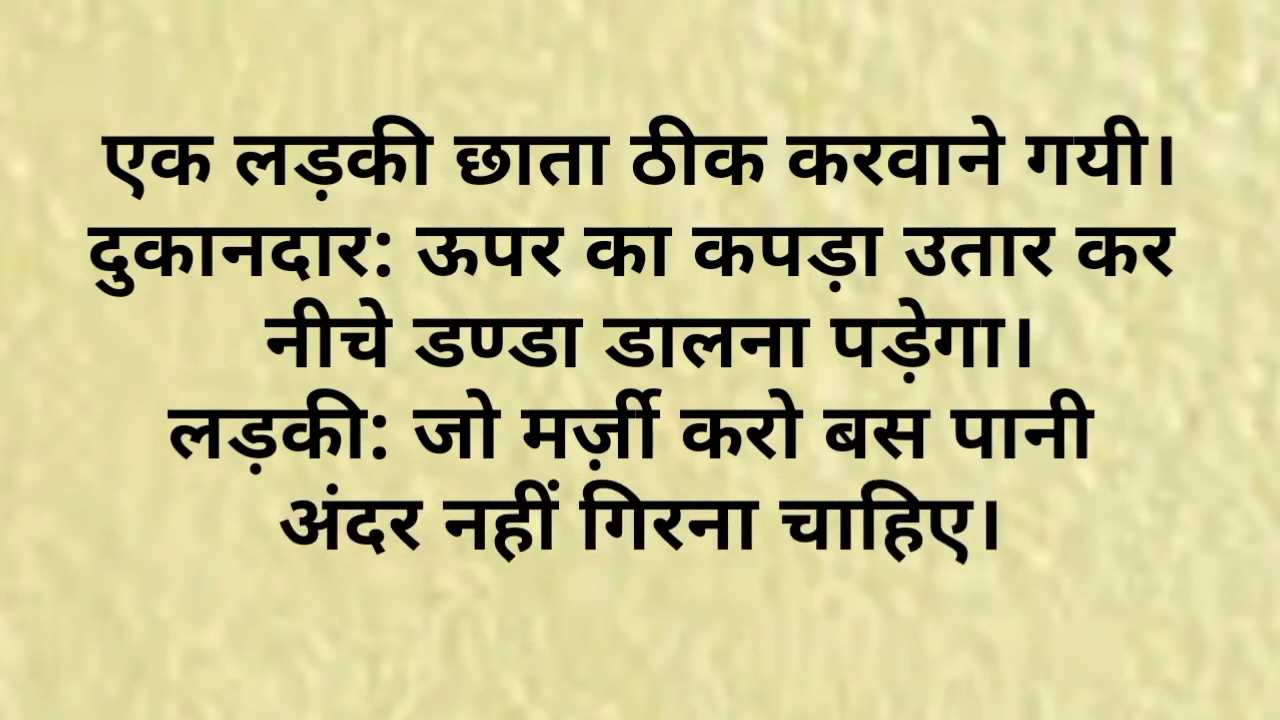 एक लड़की छाता ठीक करवाने गयी।
दुकानदार: ऊपर का कपड़ा उतार कर
नीचे डण्डा डालना पड़ेगा।
लड़की: जो मर्ज़ी करो बस पानी
अंदर नहीं गिरना चाहिए।